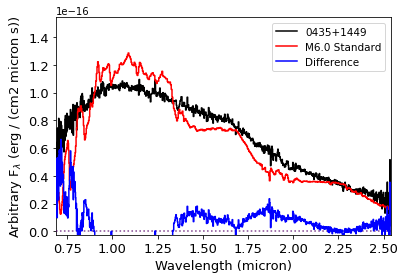 1e−16
0435+1449
M6.0 Standard
Difference
Arbitrary Fλ (erg / (cm2 micron s))
1.4
1.2
1.0
0.8
0.6
0.4
0.2
0.0
0.75 1.00 1.25 1.50 1.75 2.00 2.25 2.50
Wavelength (micron)